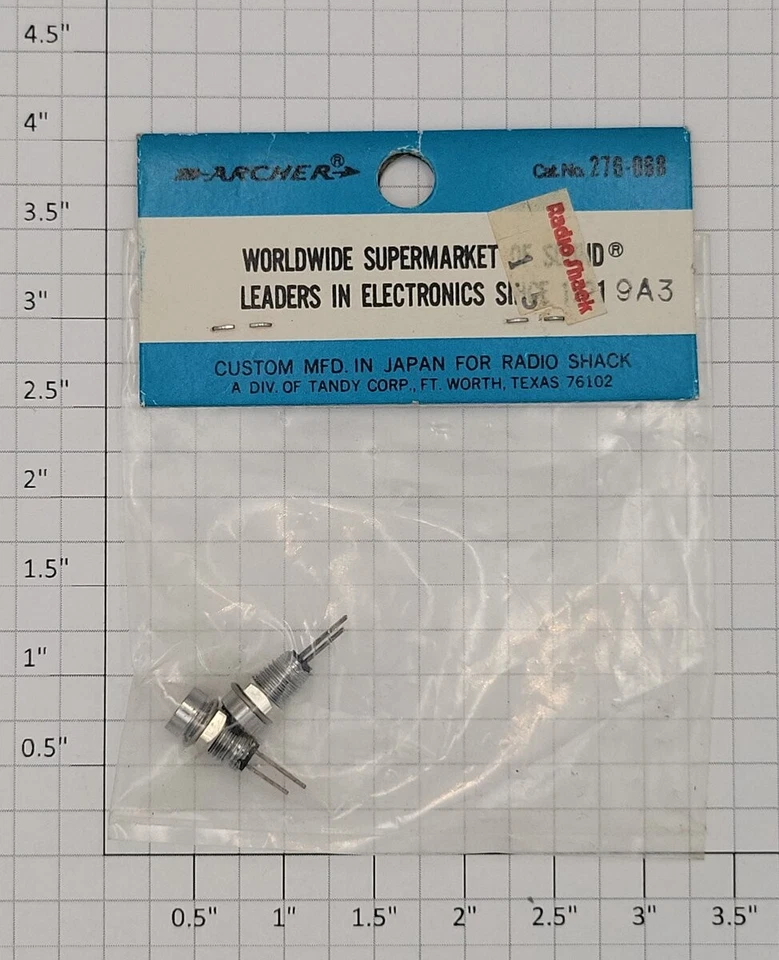 4.5"
4"
3.5"
3"
2.5"
2"
1.5"
1"
0.5"
ARCHER®
Cat. No. 276-068
WORLDWIDE SUPERMARKET ®
LEADERS IN ELECTRONICS 19A3
Radio Shack
CUSTOM MFD. IN JAPAN FOR RADIO SHACK
A DIV. OF TANDY CORP., FT. WORTH, TEXAS 76102
0.5" 1" 1.5" 2" 2.5" 3" 3.5"